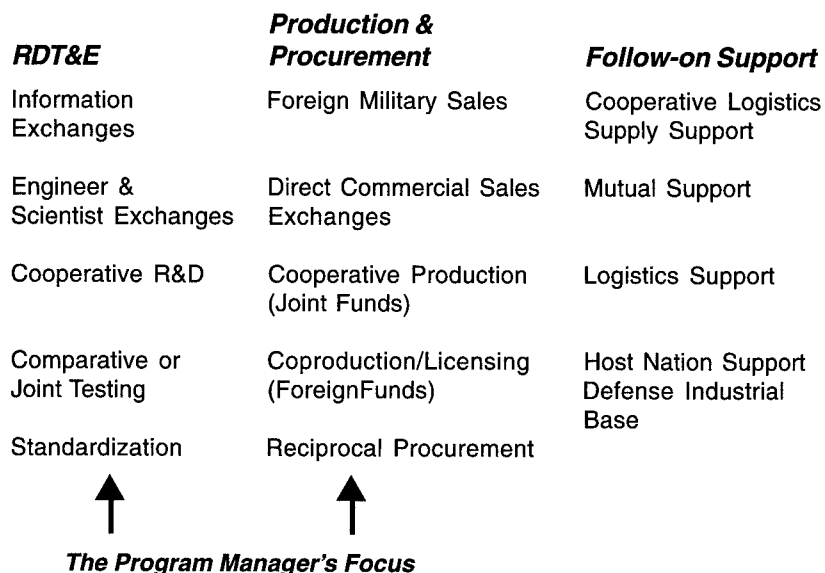 RDT&E
Information
Exchanges
Engineer &
Scientist Exchanges
Cooperative R&D
Comparative or
Joint Testing
Standardization
Production &
Procurement
Foreign Military Sales
Direct Commercial Sales
Exchanges
Cooperative Production
(Joint Funds)
Coproduction/Licensing
(ForeignFunds)
Reciprocal Procurement
Follow-on Support
Cooperative Logistics
Supply Support
Mutual Support
Logistics Support
Host Nation Support
Defense Industrial
Base
The Program Manager's Focus